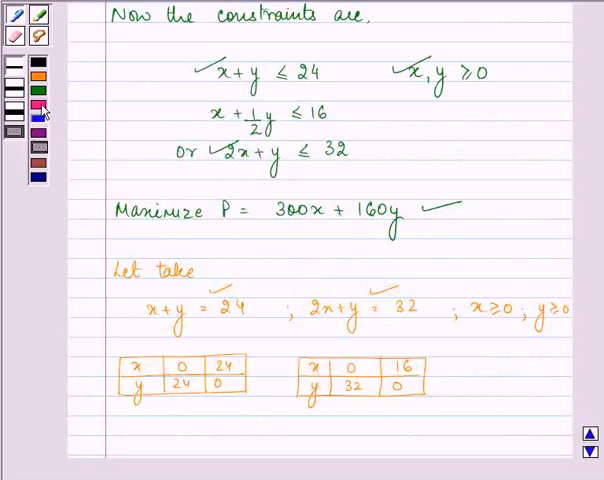 Now the constraints are,
x + y ≤ 24 x, y ≥ 0
x + 1/2 y ≤ 16
or 2x + y ≤ 32
Maximize P = 300x + 160y
Let take
x + y = 24 ; 2x + y = 32 ; x ≥ 0 ; y ≥ 0
x 0 24 x 0 16
y 24 0 y 32 0